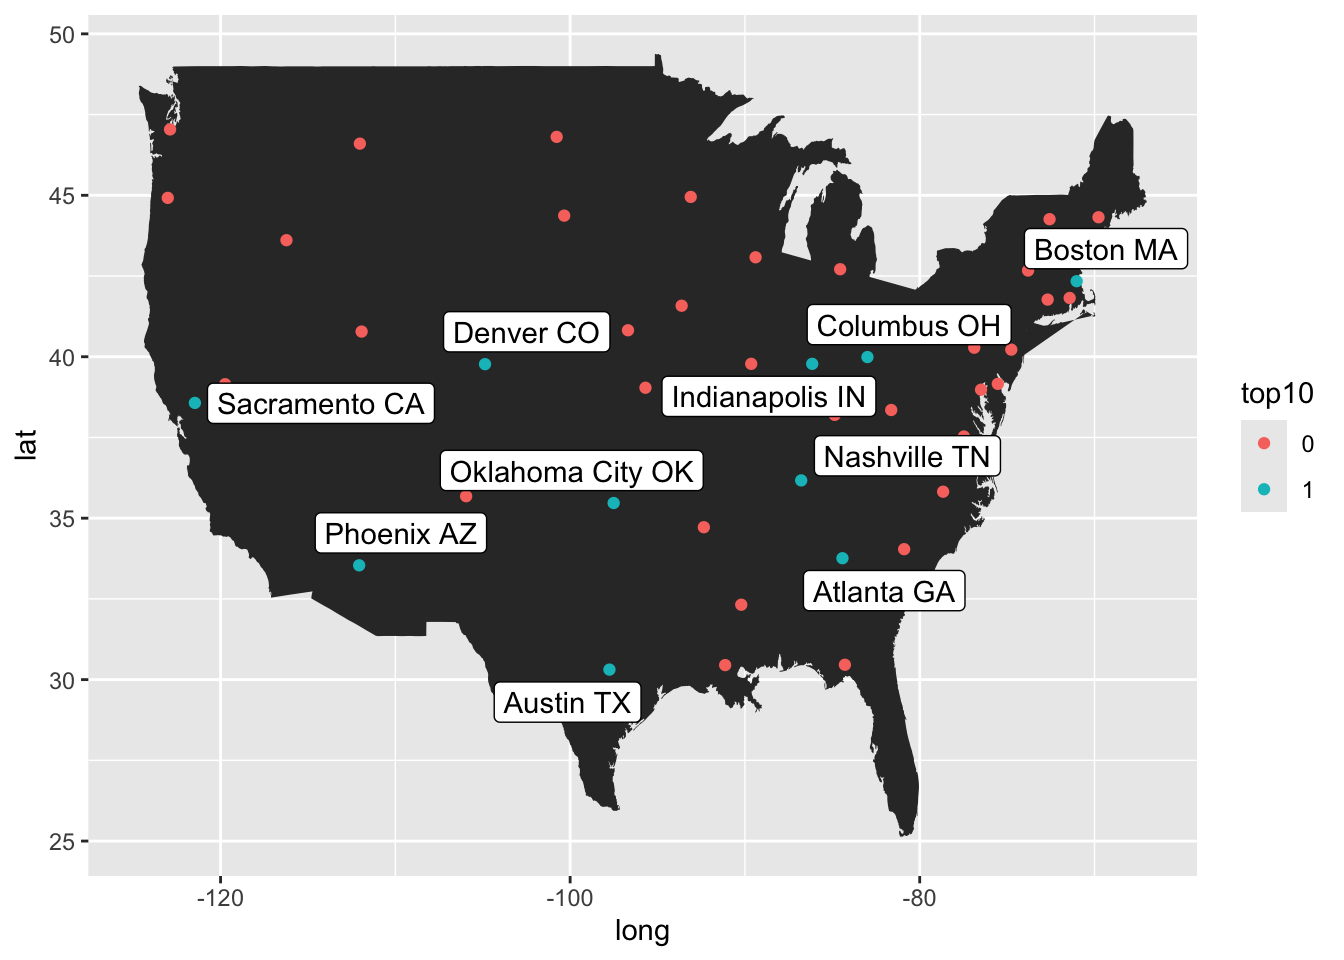 50
45
40
35
30
25
lat
Boston MA
Columbus OH
Denver CO
Indianapolis IN
Sacramento CA
Nashville TN
Oklahoma City OK
Phoenix AZ
Atlanta GA
Austin TX
-120
-100
-80
long
top10
0
1